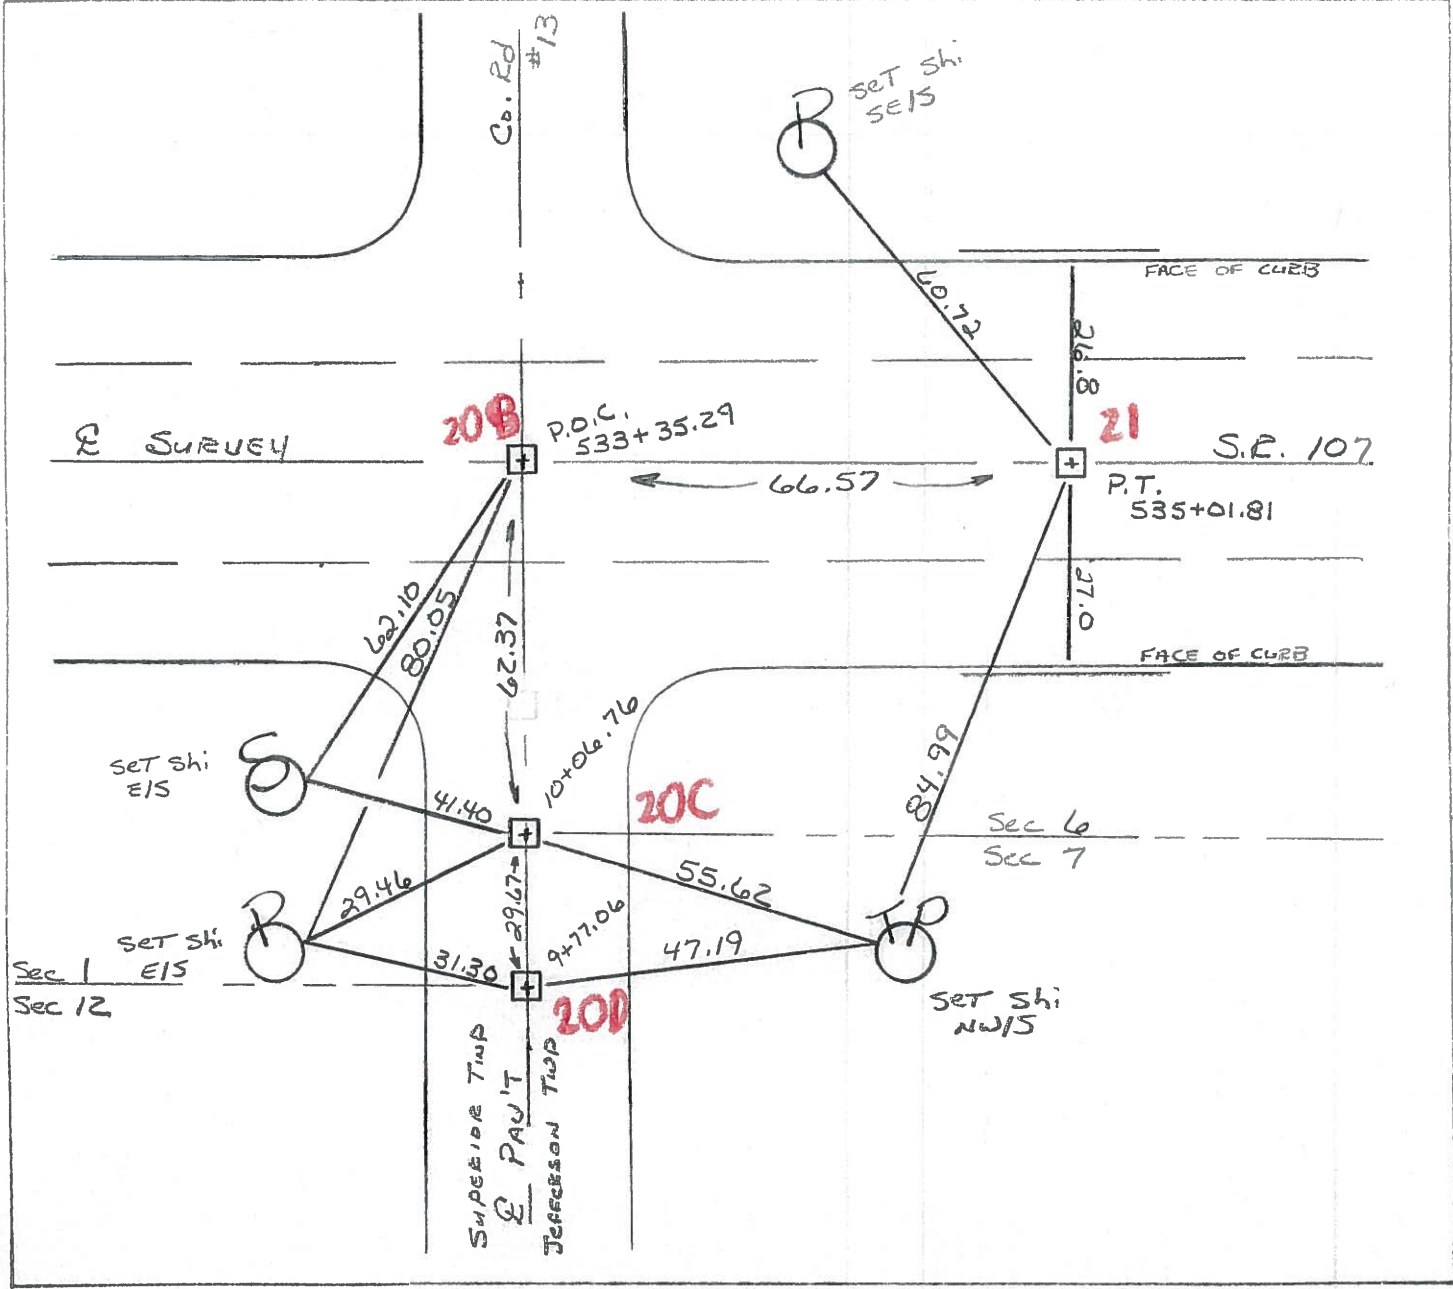 Co. Rd
#13
P
SET Shi
SE/S
FACE OF CURB
60.72
26.8
20B
P.O.C.
533+35.29
21
℄ SURVEY
S.R. 107
66.57
P.T.
535+01.81
27.0
62.10
80.05
62.37
FACE OF CURB
SET Shi
E/S
S
10+06.76
20C
84.99
41.40
Sec 6
Sec 7
29.46
29.67
55.62
P
SET Shi
E/S
9+77.06
TP
Sec 1
Sec 12
31.30
47.19
20D
SET Shi
NW/S
SUPERIOR TWP
℄ PAV'T
JEFFERSON TWP